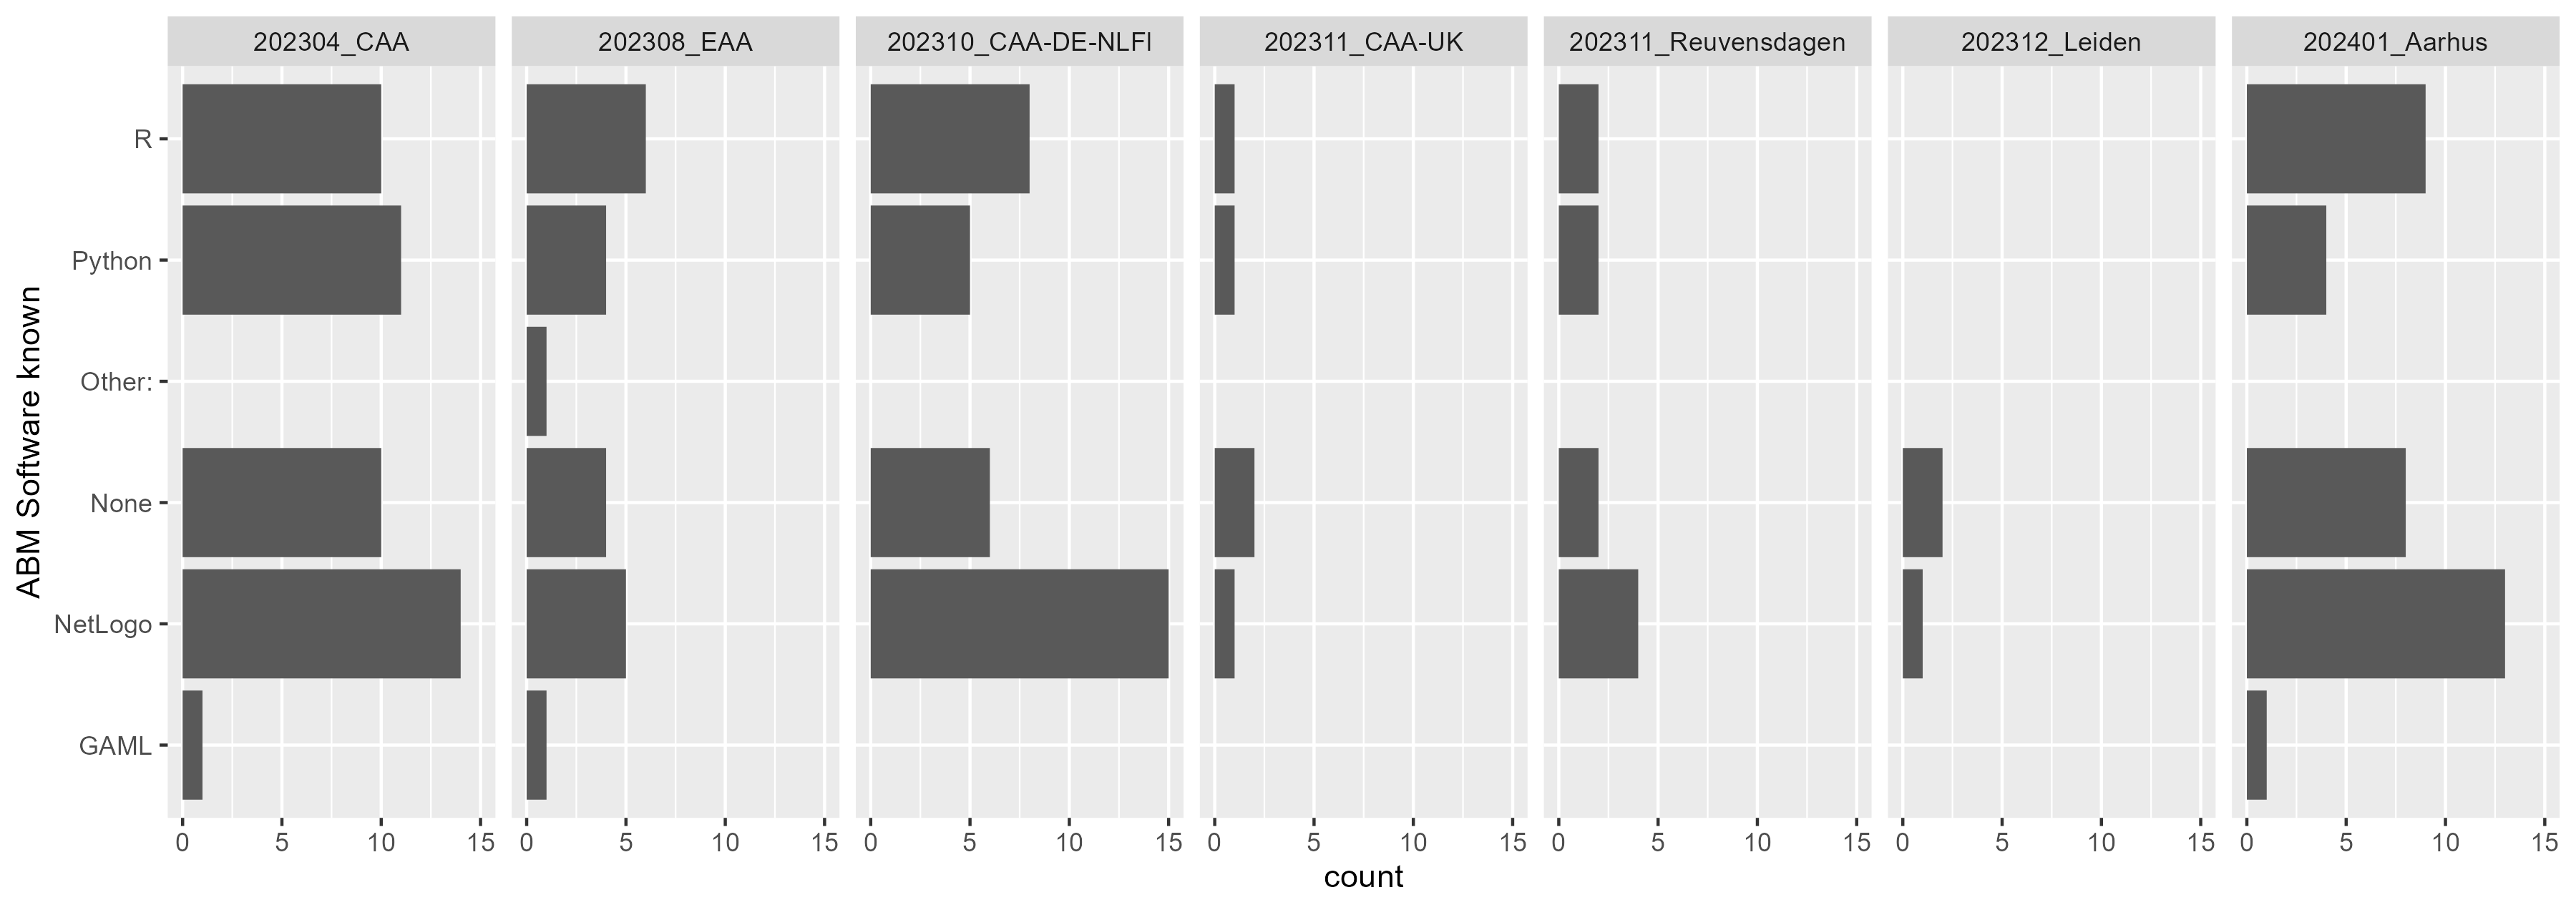 202304_CAA 202308_EAA 202310_CAA-DE-NLFl 202311_CAA-UK 202311_Reuvensdagen 202312_Leiden 202401_Aarhus
ABM Software known
R
Python
Other:
None
NetLogo
GAML
0 5 10 15 0 5 10 15 0 5 10 15 0 5 10 15 0 5 10 15 0 5 10 15 0 5 10 15
count